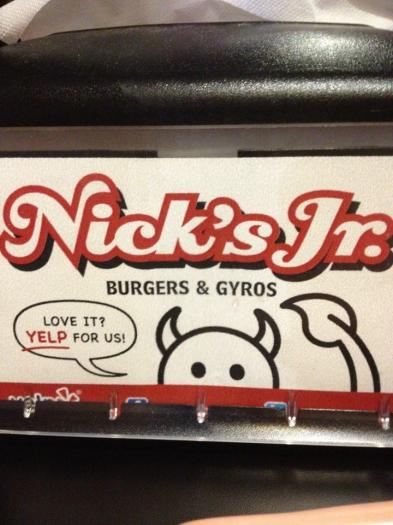 Nick's Jr.
BURGERS & GYROS
LOVE IT?
YELP FOR US!